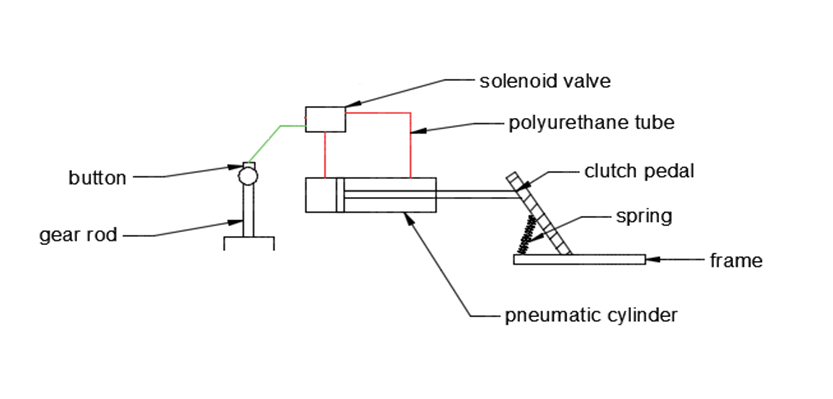 solenoid valve
polyurethane tube
button
clutch pedal
spring
gear rod
frame
pneumatic cylinder